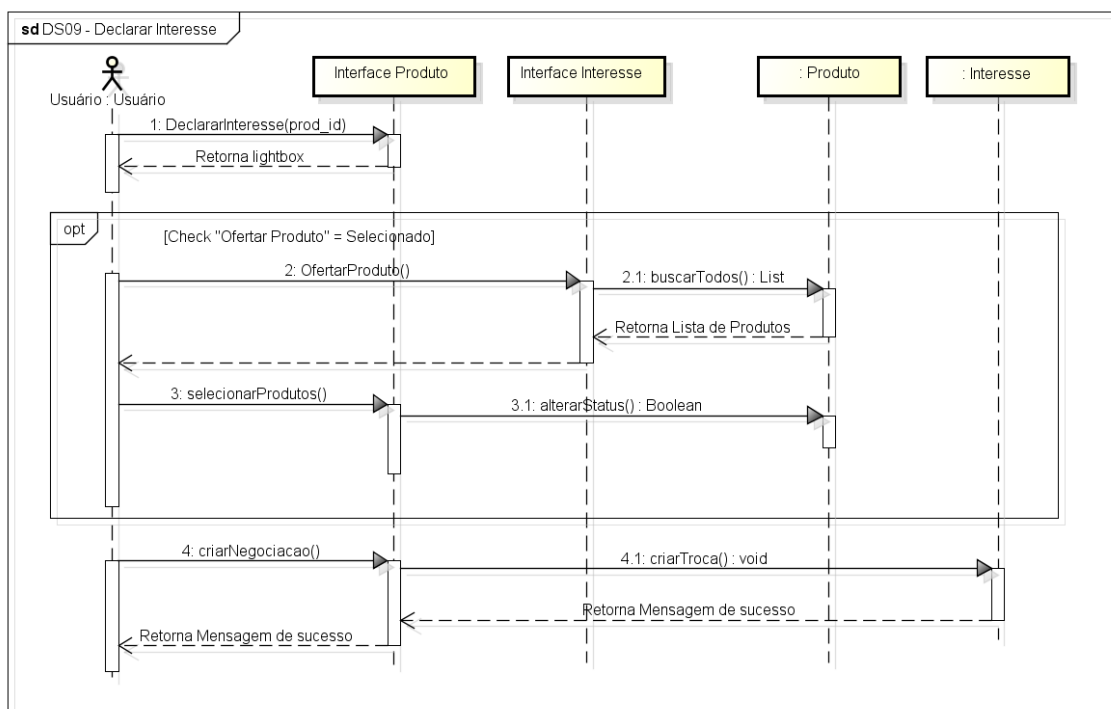 sd DS09 - Declarar Interesse
Usuário : Usuário
Interface Produto
Interface Interesse
: Produto
: Interesse
1: DeclararInteresse(prod_id)
Retorna lightbox
opt
[Check "Ofertar Produto" = Selecionado]
2: OfertarProduto()
2.1: buscarTodos() : List
Retorna Lista de Produtos
3: selecionarProdutos()
3.1: alterarStatus() : Boolean
4: criarNegociacao()
4.1: criarTroca() : void
Retorna Mensagem de sucesso
Retorna Mensagem de sucesso